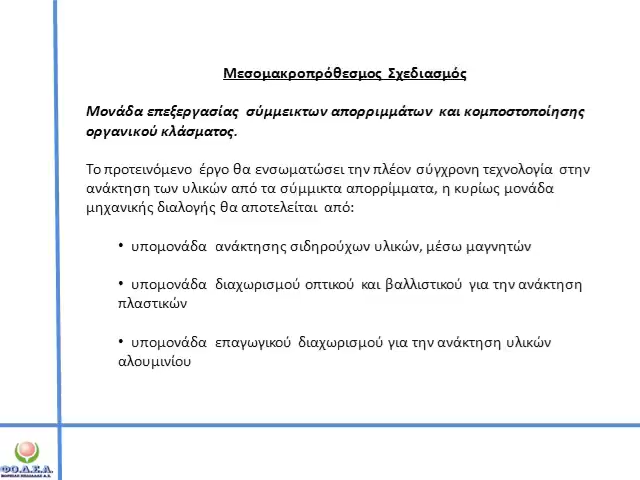 Μεσομακροπρόθεσμος Σχεδιασμός
Μονάδα επεξεργασίας σύμμεικτων απορριμμάτων και κομποστοποίησης
οργανικού κλάσματος.
Το προτεινόμενο έργο θα ενσωματώσει την πλέον σύγχρονη τεχνολογία στην
ανάκτηση των υλικών από τα σύμμικτα απορρίμματα, η κυρίως μονάδα
μηχανικής διαλογής θα αποτελείται από:
• υπομονάδα ανάκτησης σιδηρούχων υλικών, μέσω μαγνητών
• υπομονάδα διαχωρισμού οπτικού και βαλλιστικού για την ανάκτηση
πλαστικών
• υπομονάδα επαγωγικού διαχωρισμού για την ανάκτηση υλικών
αλουμινίου
ΦΟ.Δ.Σ.Α.